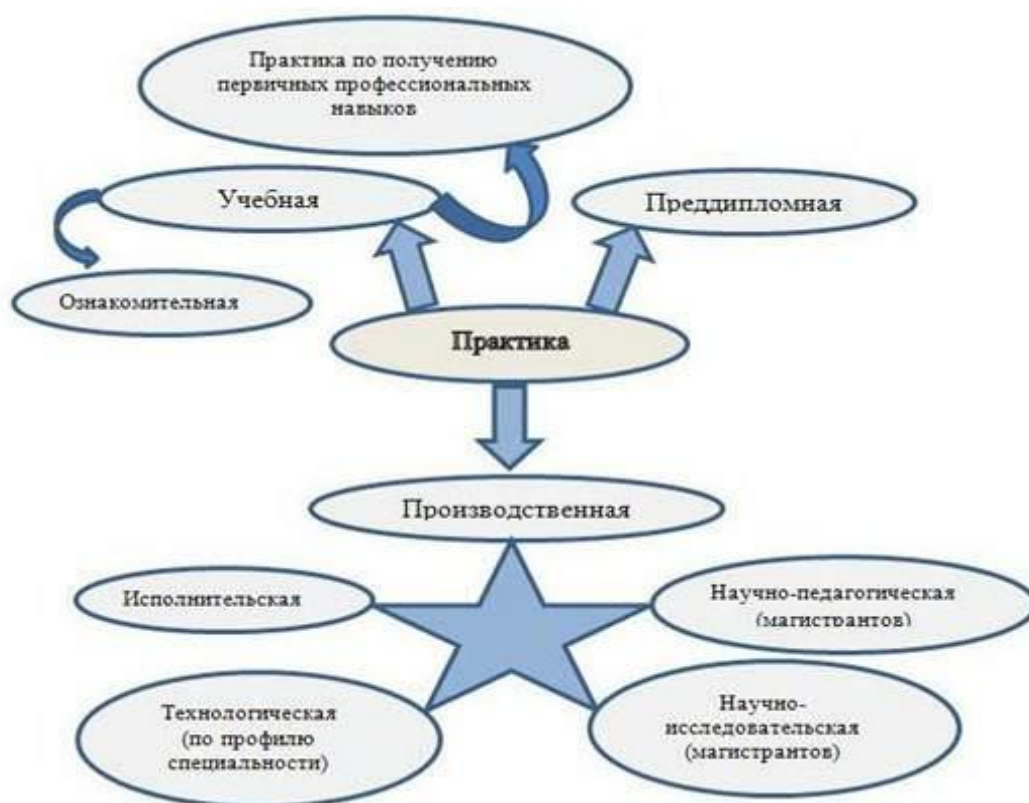 Практика по получению
первичных профессиональных
навыков
Учебная
Преддипломная
Ознакомительная
Практика
Производственная
Исполнительская
Научно-педагогическая
(магистрантов)
Технологическая
(по профилю
специальности)
Научно-
исследовательская
(магистрантов)